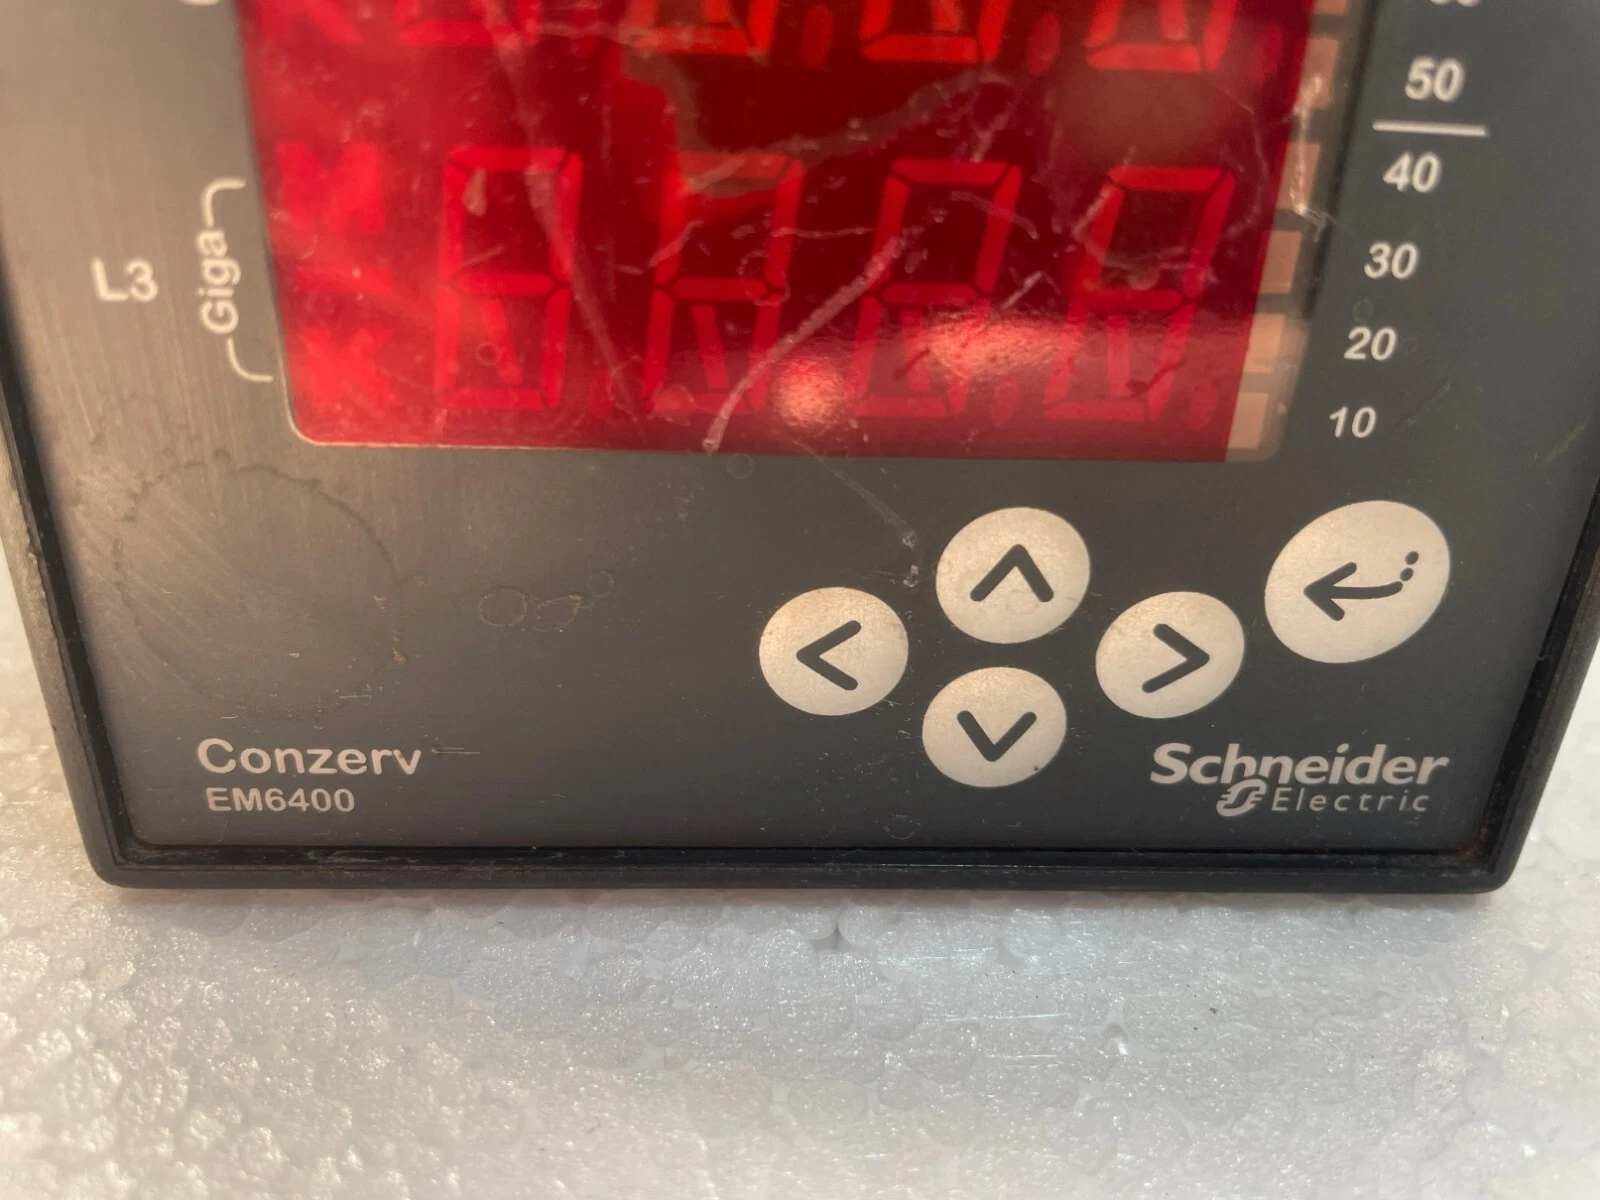 50
40
L3
Giga
M
K
30
20
10
Conzerv
EM6400
Schneider
Electric